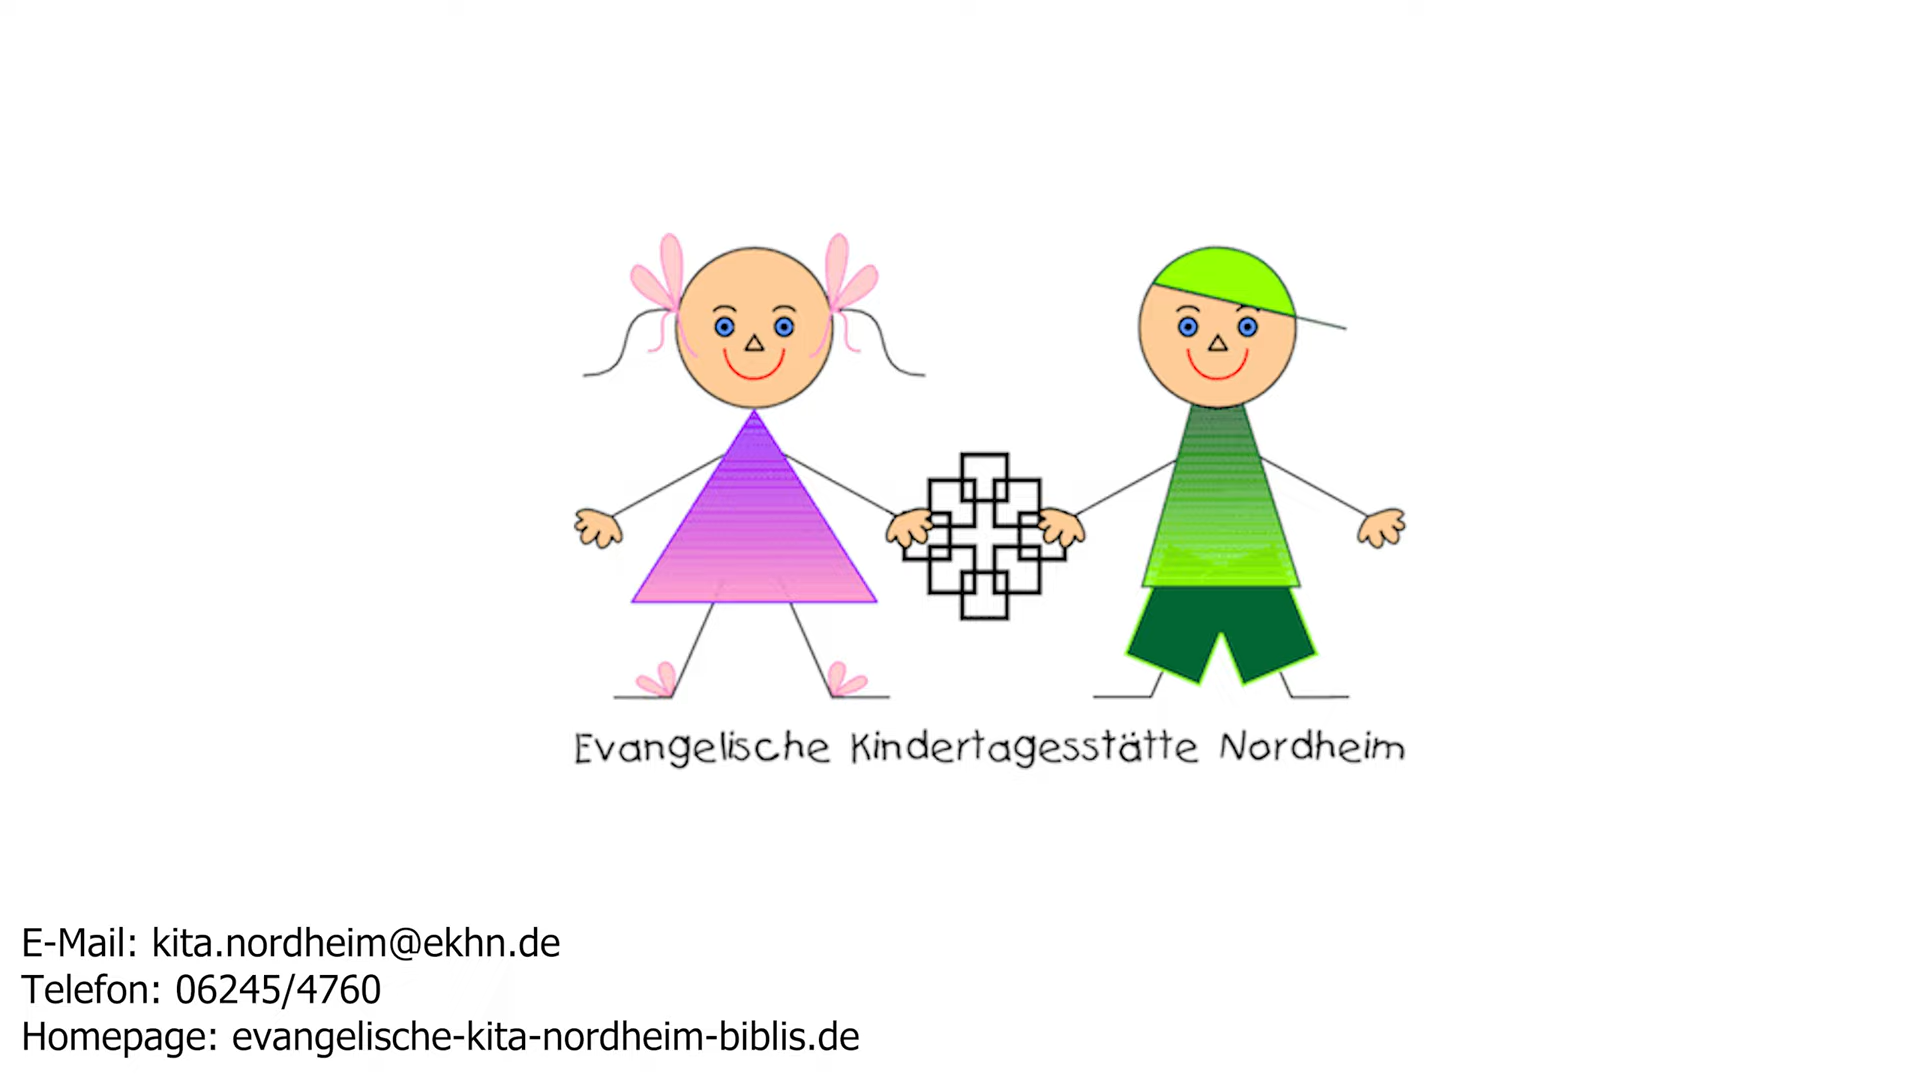 Evangelische Kindertagesstätte Nordheim
E-Mail: kita.nordheim@ekhn.de
Telefon: 06245/4760
Homepage: evangelische-kita-nordheim-biblis.de